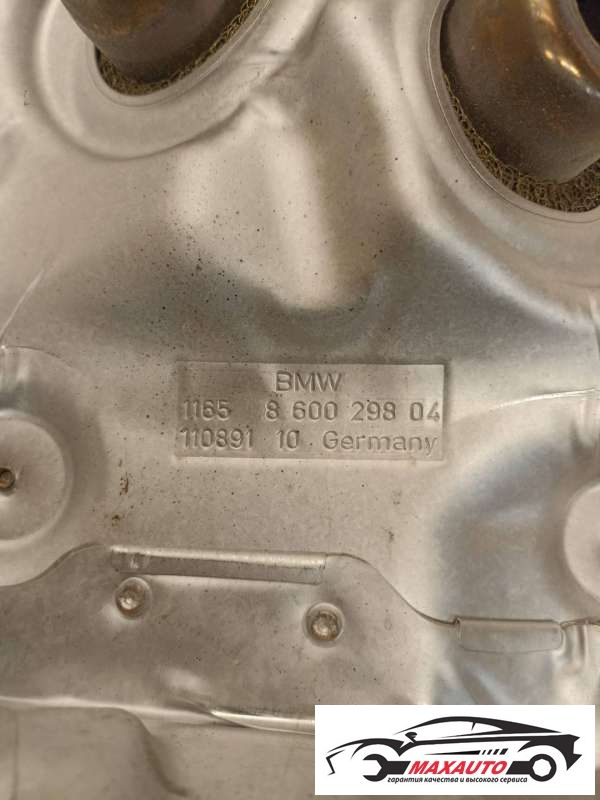 BMW
1165 8 600 298 04
110891 10 Germany
MAXAUTO
гарантия качества и высокого сервиса